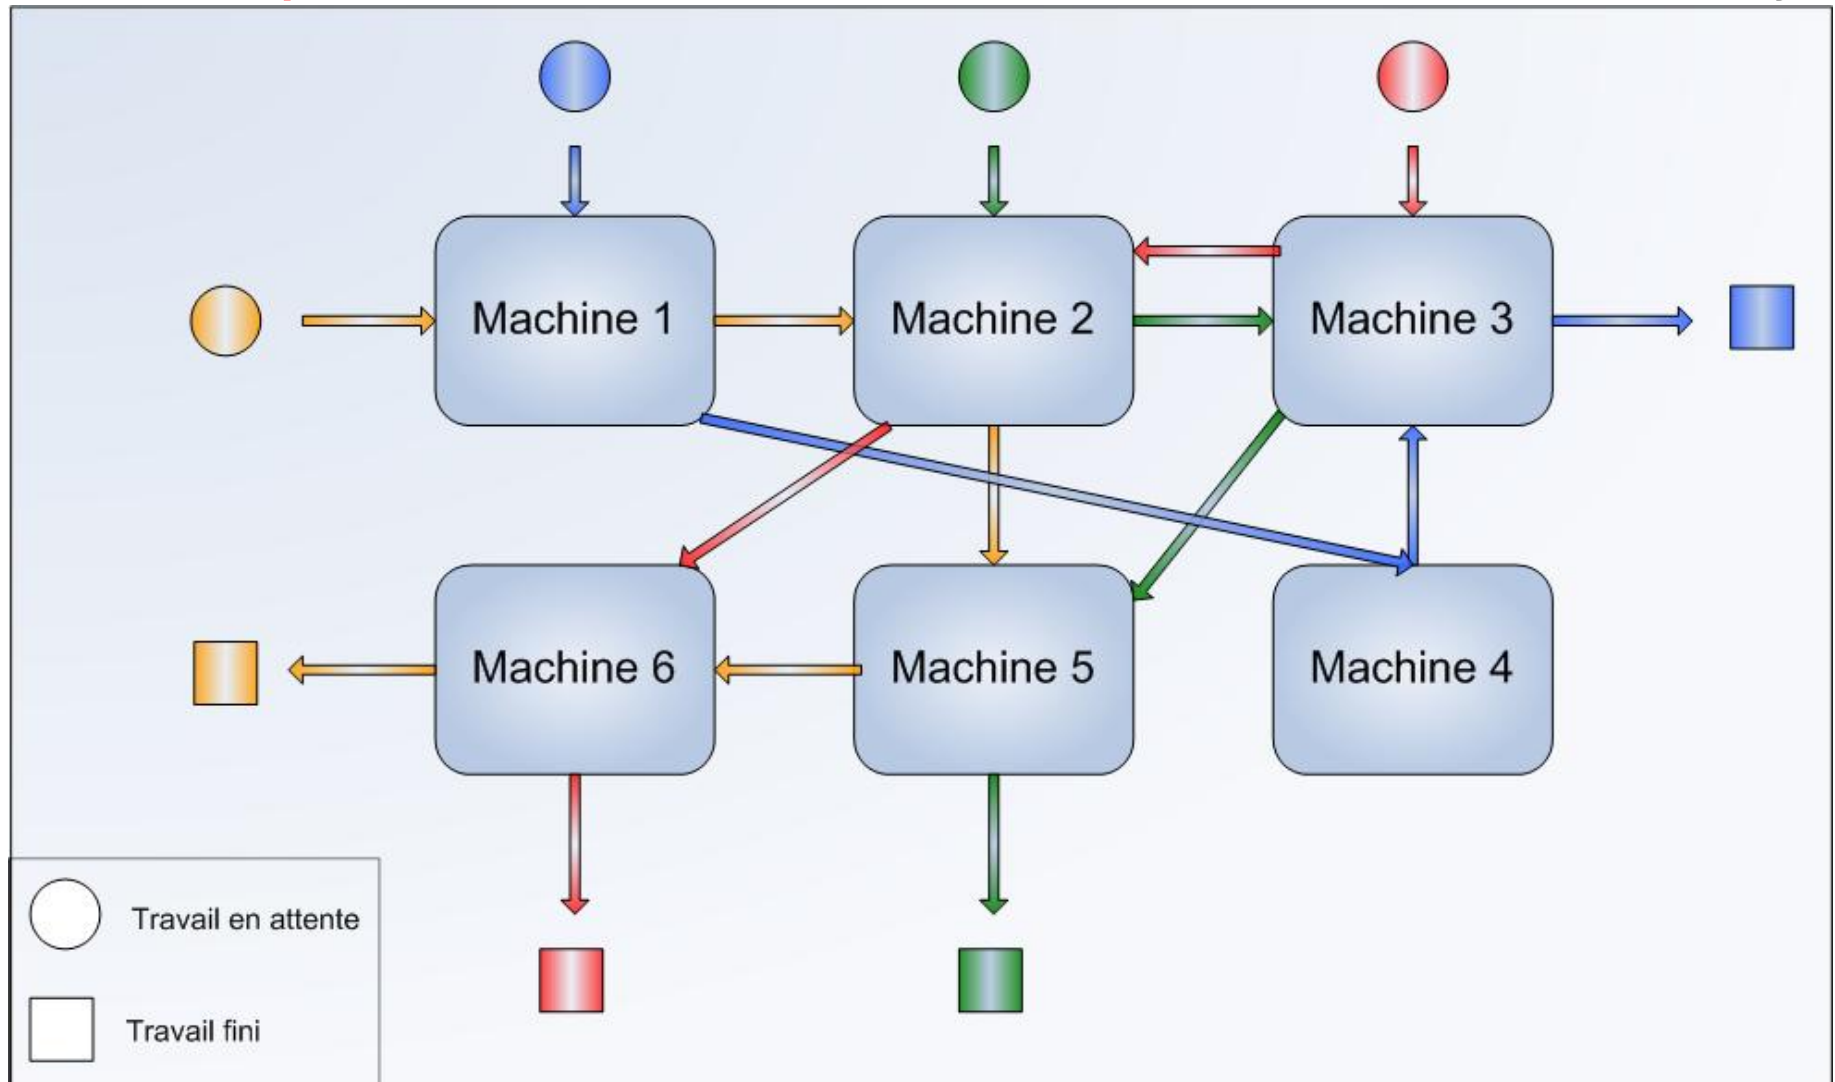 Machine 1
Machine 2
Machine 3
Machine 6
Machine 5
Machine 4
Travail en attente
Travail fini